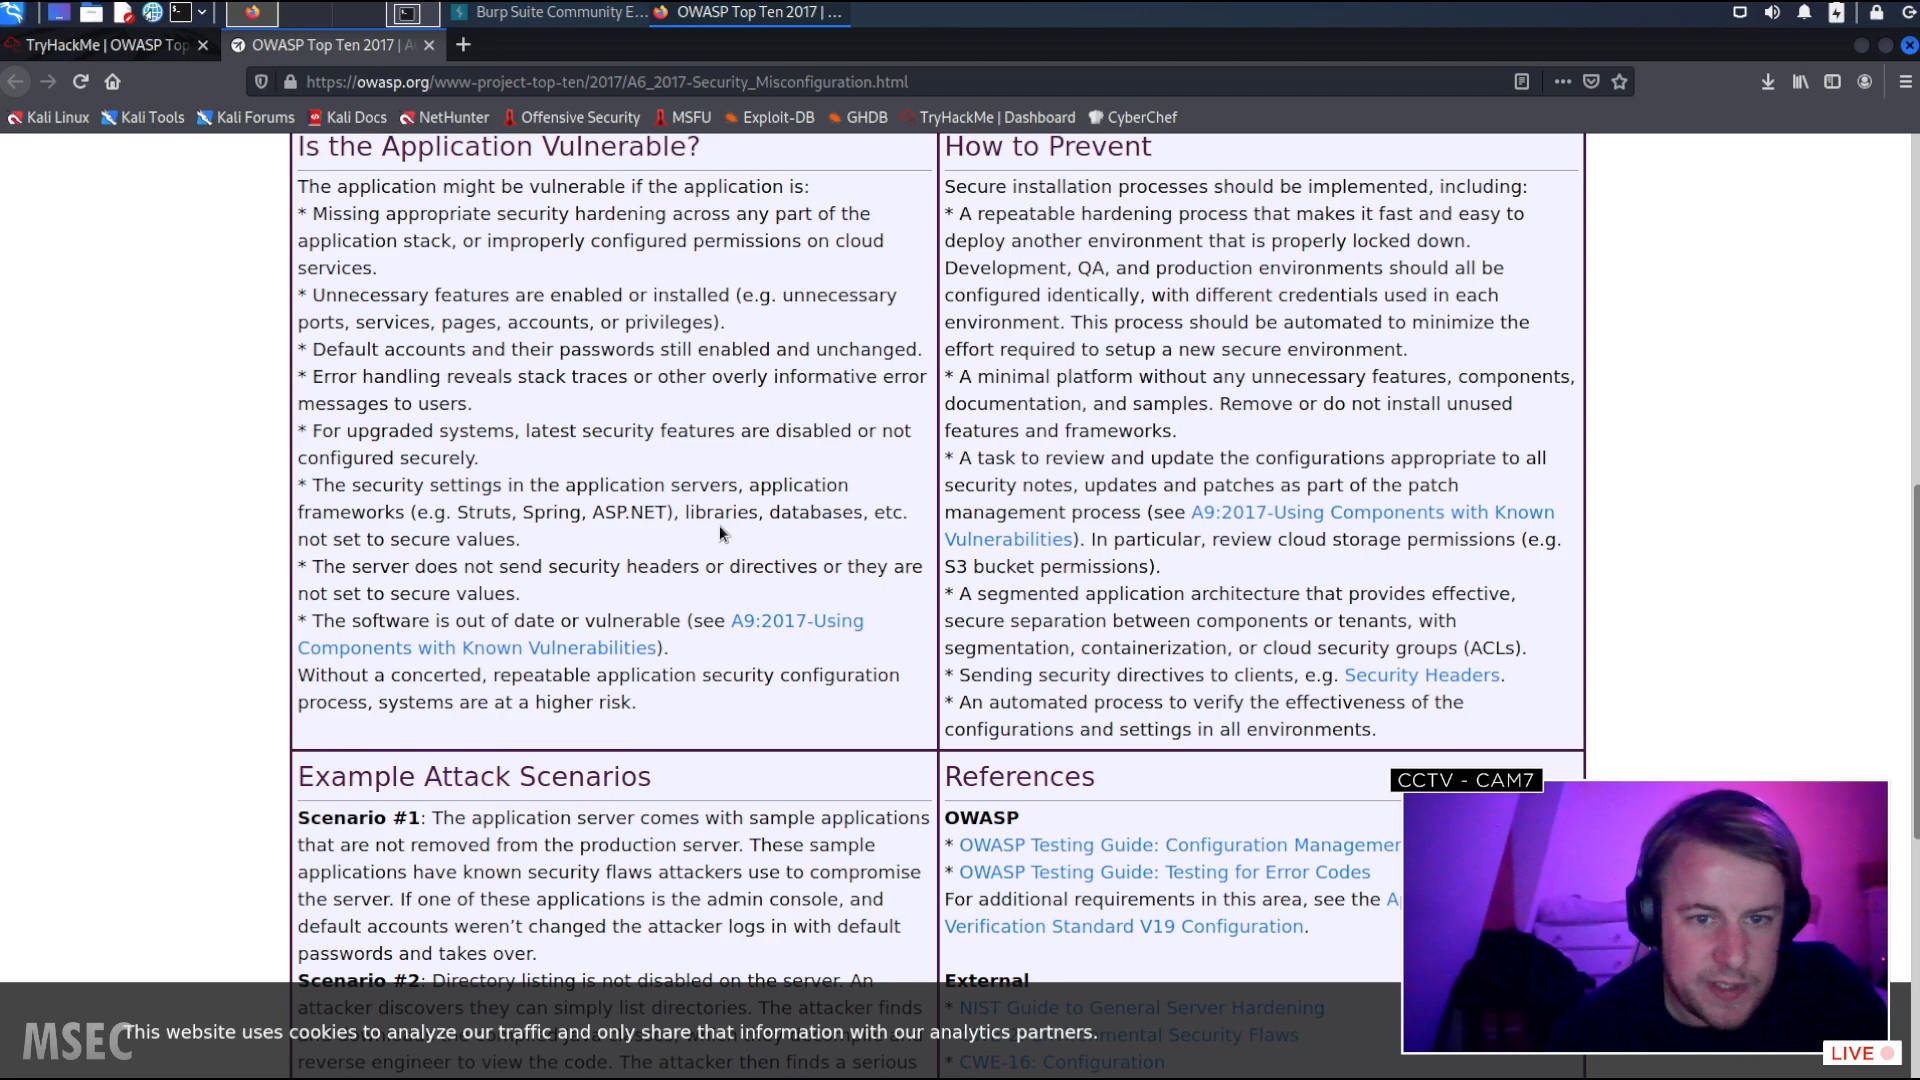 Burp Suite Community E...
OWASP Top Ten 2017 | ...
TryHackMe | OWASP Top
OWASP Top Ten 2017 |
https://owasp.org/www-project-top-ten/2017/A6_2017-Security_Misconfiguration.html
Kali Linux
Kali Tools
Kali Forums
Kali Docs
NetHunter
Offensive Security
MSFU
Exploit-DB
GHDB
TryHackMe | Dashboard
CyberChef
Is the Application Vulnerable?
The application might be vulnerable if the application is:
* Missing appropriate security hardening across any part of the
application stack, or improperly configured permissions on cloud
services.
* Unnecessary features are enabled or installed (e.g. unnecessary
ports, services, pages, accounts, or privileges).
* Default accounts and their passwords still enabled and unchanged.
* Error handling reveals stack traces or other overly informative error
messages to users.
* For upgraded systems, latest security features are disabled or not
configured securely.
* The security settings in the application servers, application
frameworks (e.g. Struts, Spring, ASP.NET), libraries, databases, etc.
not set to secure values.
* The server does not send security headers or directives or they are
not set to secure values.
* The software is out of date or vulnerable (see A9:2017-Using
Components with Known Vulnerabilities).
Without a concerted, repeatable application security configuration
process, systems are at a higher risk.
How to Prevent
Secure installation processes should be implemented, including:
* A repeatable hardening process that makes it fast and easy to
deploy another environment that is properly locked down.
Development, QA, and production environments should all be
configured identically, with different credentials used in each
environment. This process should be automated to minimize the
effort required to setup a new secure environment.
* A minimal platform without any unnecessary features, components,
documentation, and samples. Remove or do not install unused
features and frameworks.
* A task to review and update the configurations appropriate to all
security notes, updates and patches as part of the patch
management process (see A9:2017-Using Components with Known
Vulnerabilities). In particular, review cloud storage permissions (e.g.
S3 bucket permissions).
* A segmented application architecture that provides effective,
secure separation between components or tenants, with
segmentation, containerization, or cloud security groups (ACLs).
* Sending security directives to clients, e.g. Security Headers.
* An automated process to verify the effectiveness of the
configurations and settings in all environments.
Example Attack Scenarios
Scenario #1: The application server comes with sample applications
that are not removed from the production server. These sample
applications have known security flaws attackers use to compromise
the server. If one of these applications is the admin console, and
default accounts weren’t changed the attacker logs in with default
passwords and takes over.
Scenario #2: Directory listing is not disabled on the server. An
attacker discovers they can simply list directories. The attacker finds
reverse engineer to view the code. The attacker then finds a serious
References
OWASP
* OWASP Testing Guide: Configuration Managemen
* OWASP Testing Guide: Testing for Error Codes
For additional requirements in this area, see the A
Verification Standard V19 Configuration.
External
* NIST Guide to General Server Hardening
Security Flaws
* CWE-16: Configuration
MSEC
This website uses cookies to analyze our traffic and only share that information with our analytics partners.
CCTV - CAM7
LIVE